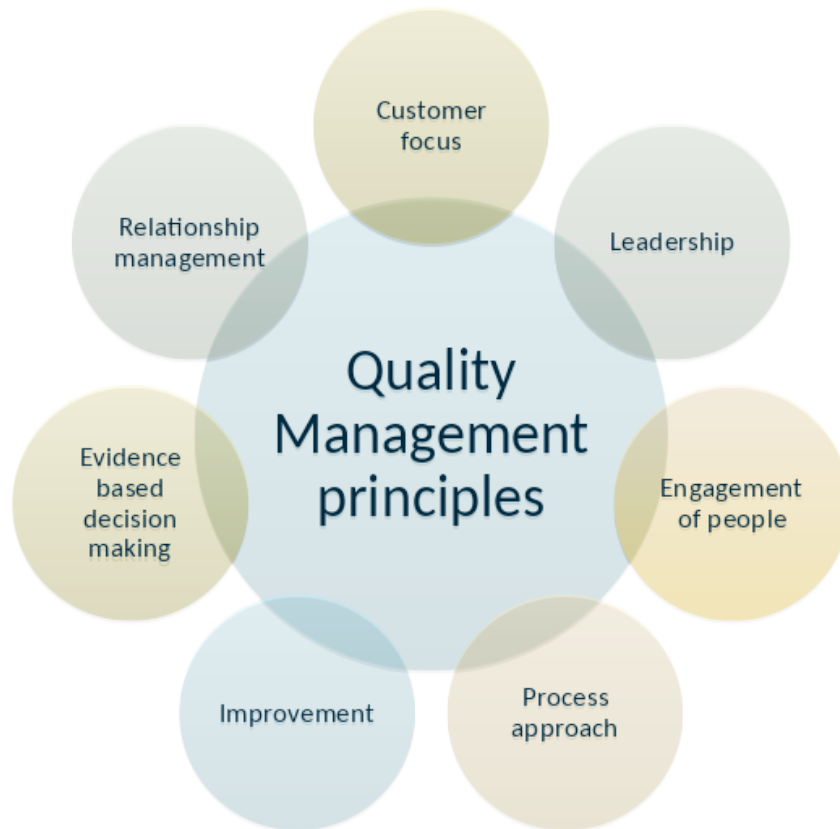 Customer
focus
Leadership
Engagement
of people
Process
approach
Improvement
Evidence
based
decision
making
Relationship
management
Quality
Management
principles